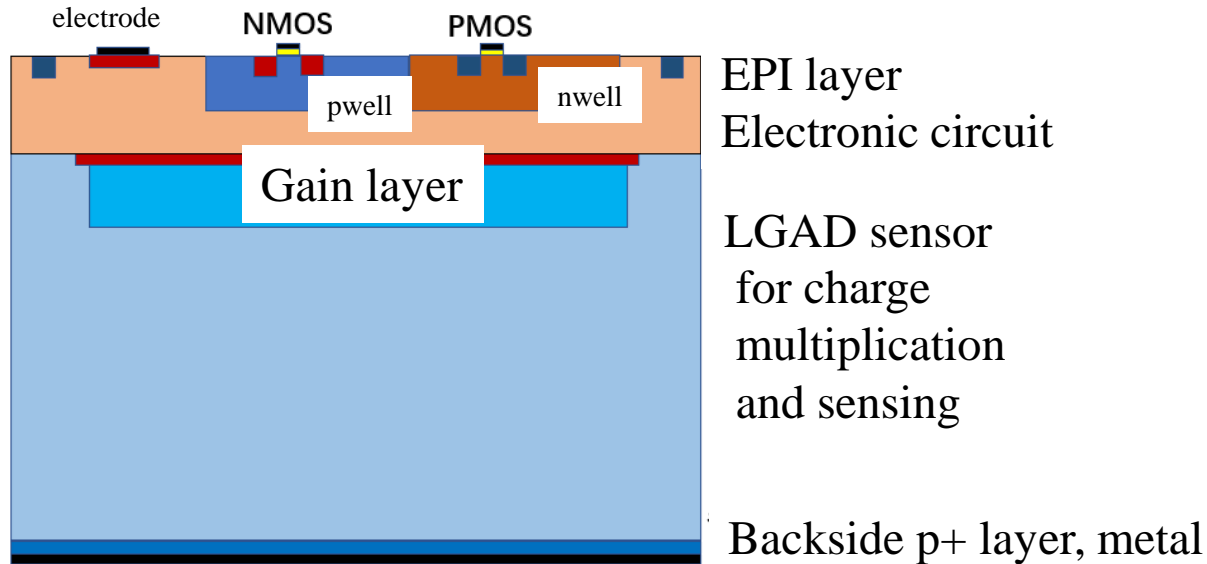 electrode
NMOS
PMOS
pwell
nwell
Gain layer
EPI layer
Electronic circuit
LGAD sensor
for charge
multiplication
and sensing
Backside p+ layer, metal